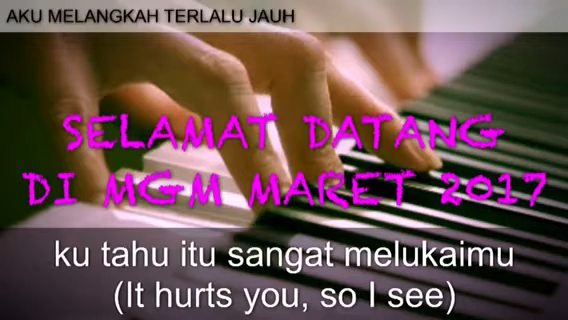 AKU MELANGKAH TERLALU JAUH
SELAMAT DATANG
DI MGM MARET 2017
ku tahu itu sangat melukaimu
(It hurts you, so I see)